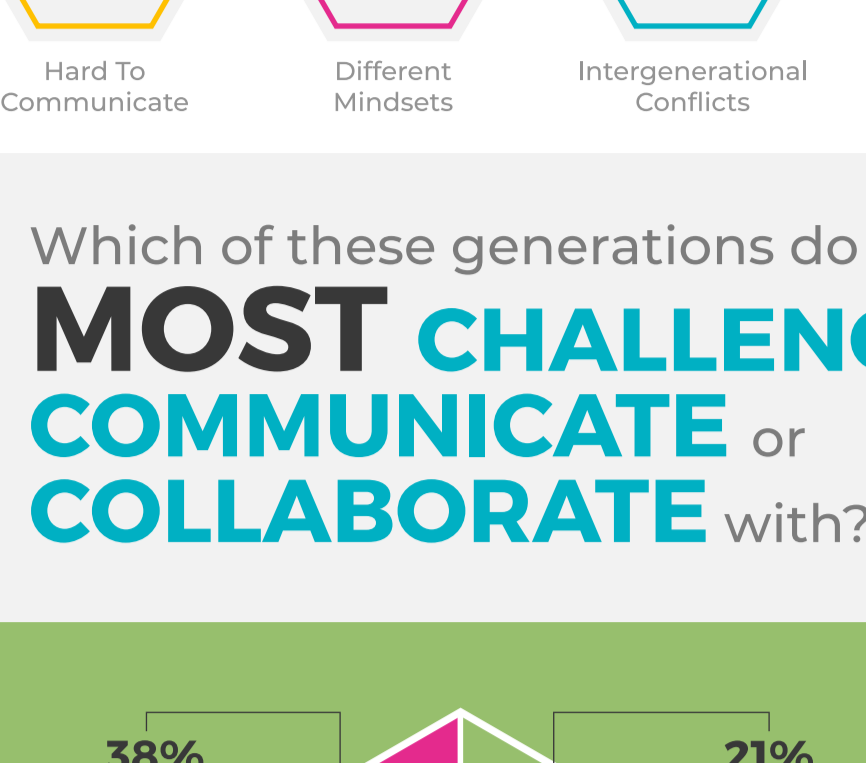 Hard To
Communicate
Different
Mindsets
Intergenerational
Conflicts
Which of these generations do
MOST CHALLENG
COMMUNICATE or
COLLABORATE with?
38%
21%